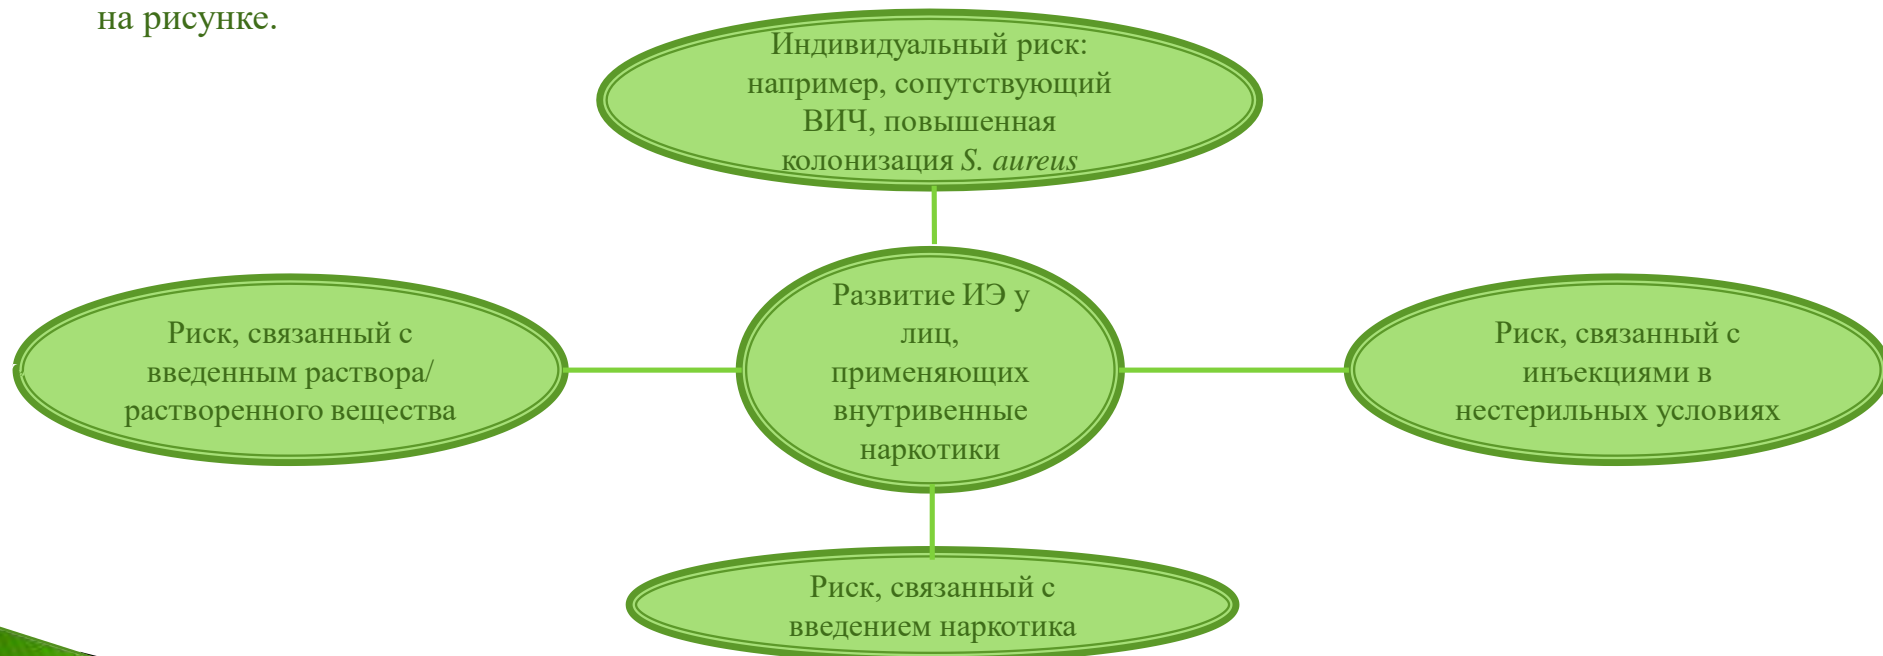 на рисунке.
Индивидуальный риск:
например, сопутствующий
ВИЧ, повышенная
колонизация S. aureus
Риск, связанный с
введенным раствора/
растворенного вещества
Развитие ИЭ у
лиц,
применяющих
внутривенные
наркотики
Риск, связанный с
инъекциями в
нестерильных условиях
Риск, связанный с
введением наркотика